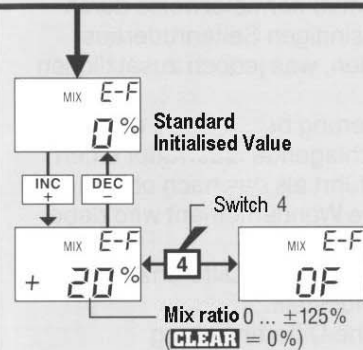 MIX E-F
0%
Standard
Initialised Value
INC
+
DEC
−
Switch 4
MIX E-F
+ 20%
4
MIX E-F
OF
Mix ratio 0 ... ±125%
(CLEAR = 0%)